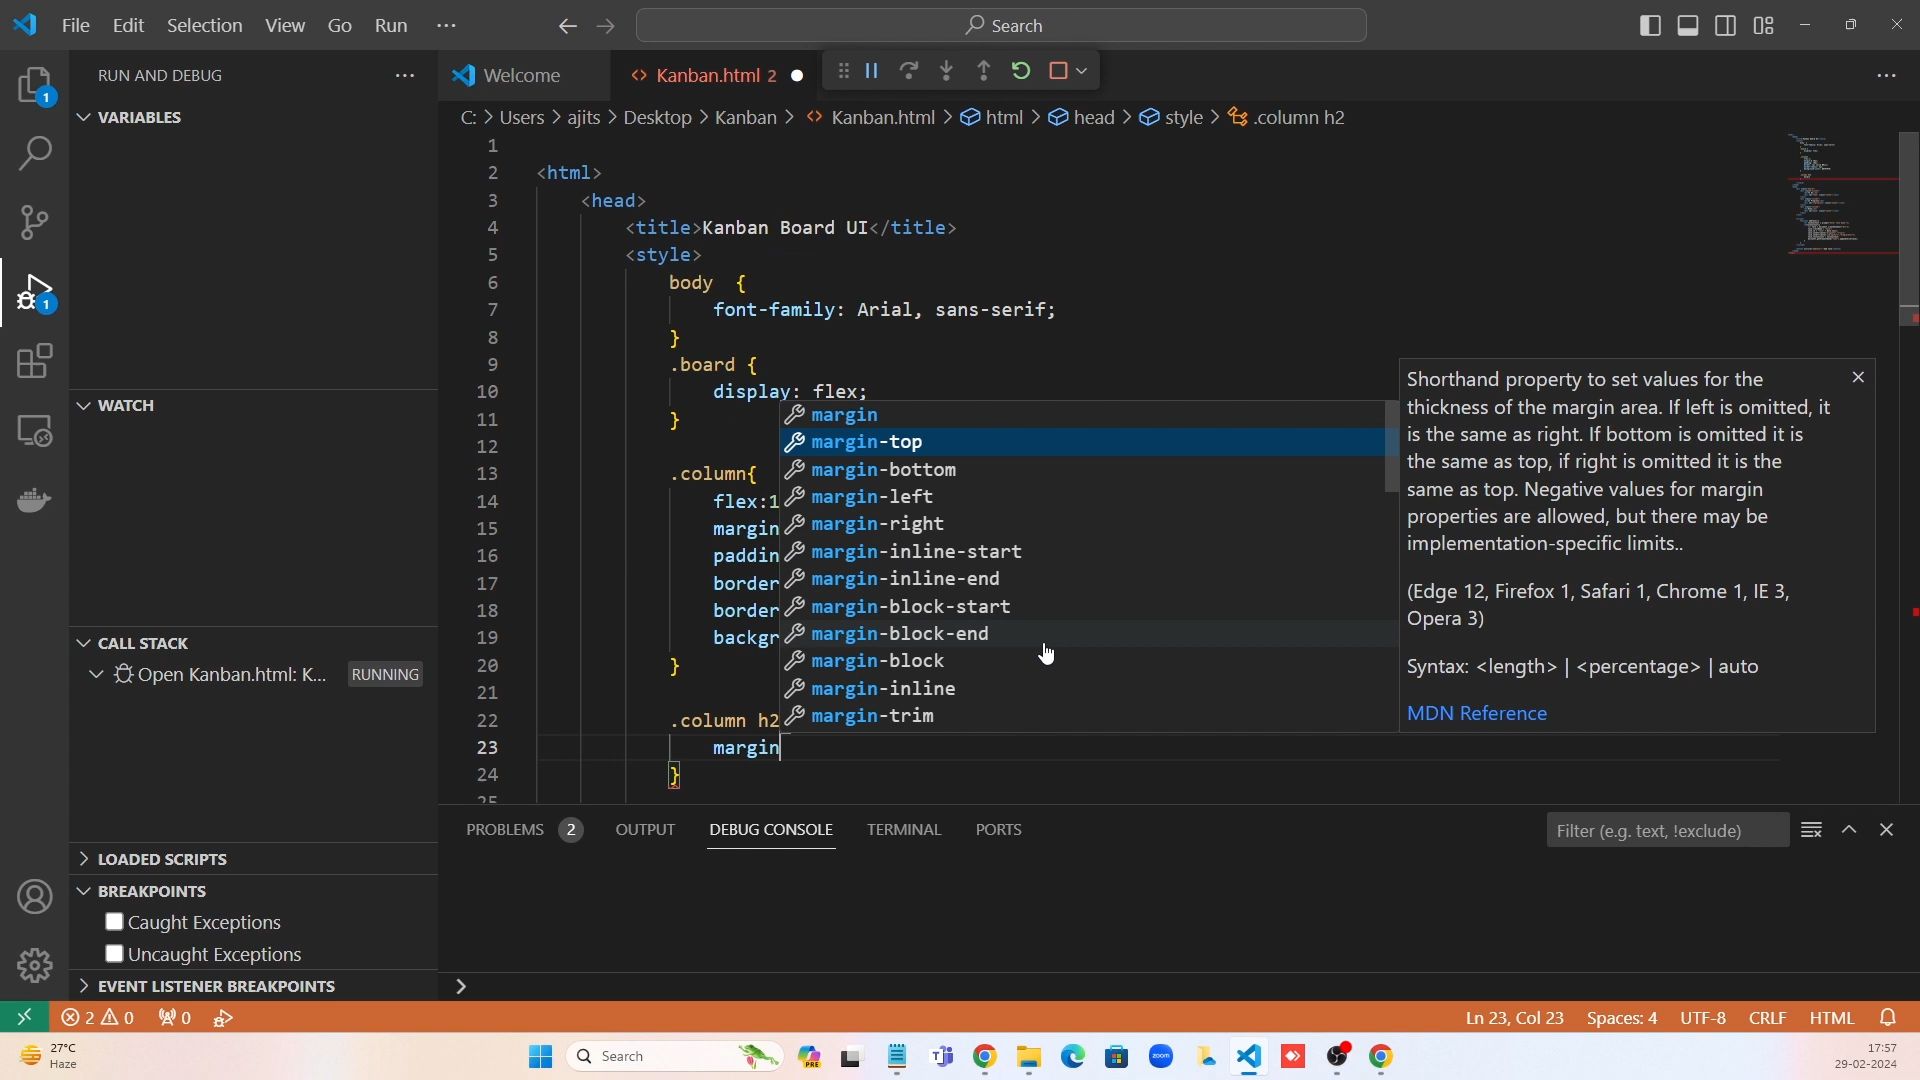 File Edit Selection View Go Run ··· Search
RUN AND DEBUG ··· Welcome Kanban.html 2 ···
C: > Users > ajits > Desktop > Kanban > <> Kanban.html > html > head > style > .column h2
VARIABLES
WATCH
CALL STACK
Open Kanban.html: K... RUNNING
LOADED SCRIPTS
BREAKPOINTS
Caught Exceptions
Uncaught Exceptions
EVENT LISTENER BREAKPOINTS
1
2 <html>
3 <head>
4 <title>Kanban Board UI</title>
5 <style>
6 body {
7 font-family: Arial, sans-serif;
8 }
9 .board {
10 display: flex;
11 }
12
13 .column{
14 flex:1
15 margin
16 paddin
17 border
18 border
19 backgr
20 }
21
22 .column h2
23 margin
24 }
25
margin
margin-top
margin-bottom
margin-left
margin-right
margin-inline-start
margin-inline-end
margin-block-start
margin-block-end
margin-block
margin-inline
margin-trim
Shorthand property to set values for the
thickness of the margin area. If left is omitted, it
is the same as right. If bottom is omitted it is
the same as top, if right is omitted it is the
same as top. Negative values for margin
properties are allowed, but there may be
implementation-specific limits..
(Edge 12, Firefox 1, Safari 1, Chrome 1, IE 3,
Opera 3)
Syntax: <length> | <percentage> | auto
MDN Reference
PROBLEMS 2 OUTPUT DEBUG CONSOLE TERMINAL PORTS Filter (e.g. text, !exclude)
>
2 0 0 Ln 23, Col 23 Spaces: 4 UTF-8 CRLF HTML
27°C
Haze
Search
PRE
zoom
17:57
29-02-2024
1
1